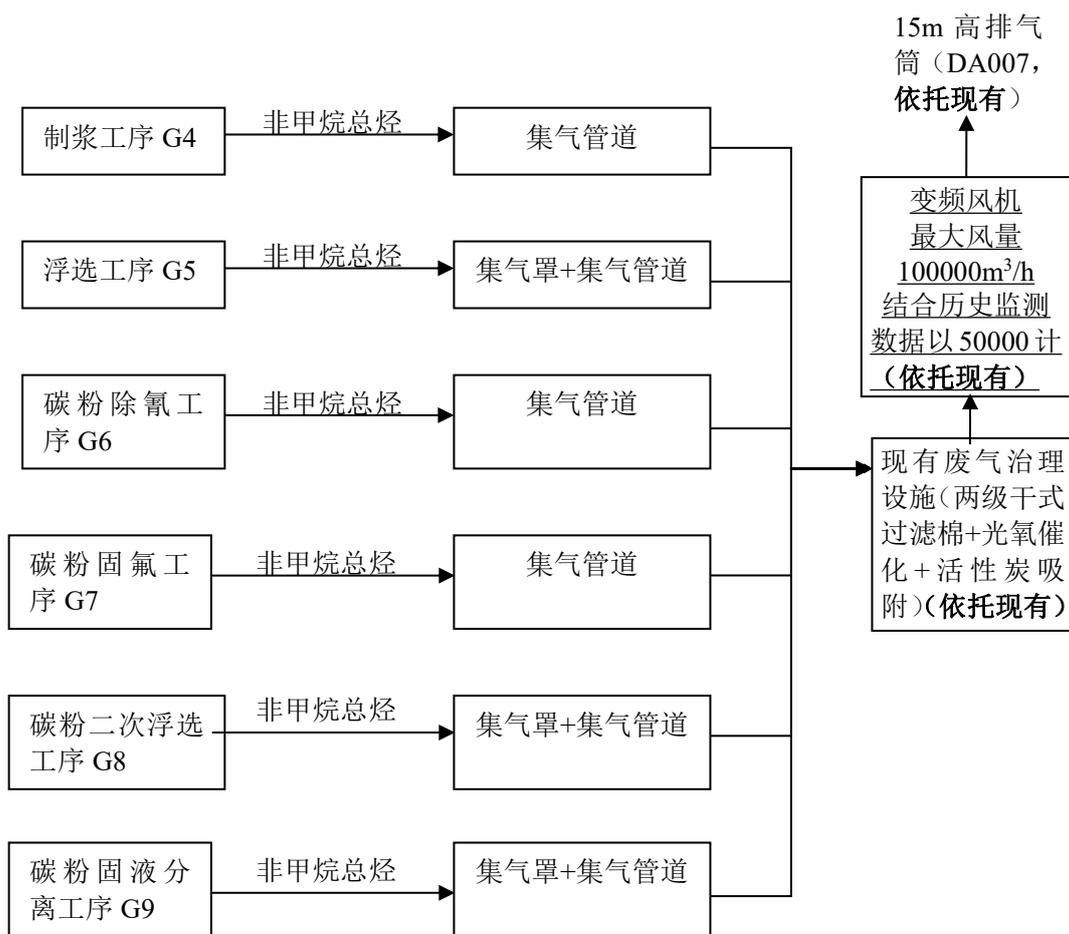 15m 高排气
筒（DA007，
依托现有）
制浆工序 G4
非甲烷总烃
集气管道
变频风机
最大风量
100000m³/h
结合历史监测
数据以 50000 计
（依托现有）
浮选工序 G5
非甲烷总烃
集气罩+集气管道
碳粉除氰工
序 G6
非甲烷总烃
集气管道
现有废气治理
设施（两级干式
过滤棉+光氧催
化+活性炭吸
附）（依托现有）
碳粉固氟工
序 G7
非甲烷总烃
集气管道
碳粉二次浮选
工序 G8
非甲烷总烃
集气罩+集气管道
碳粉固液分
离工序 G9
非甲烷总烃
集气罩+集气管道